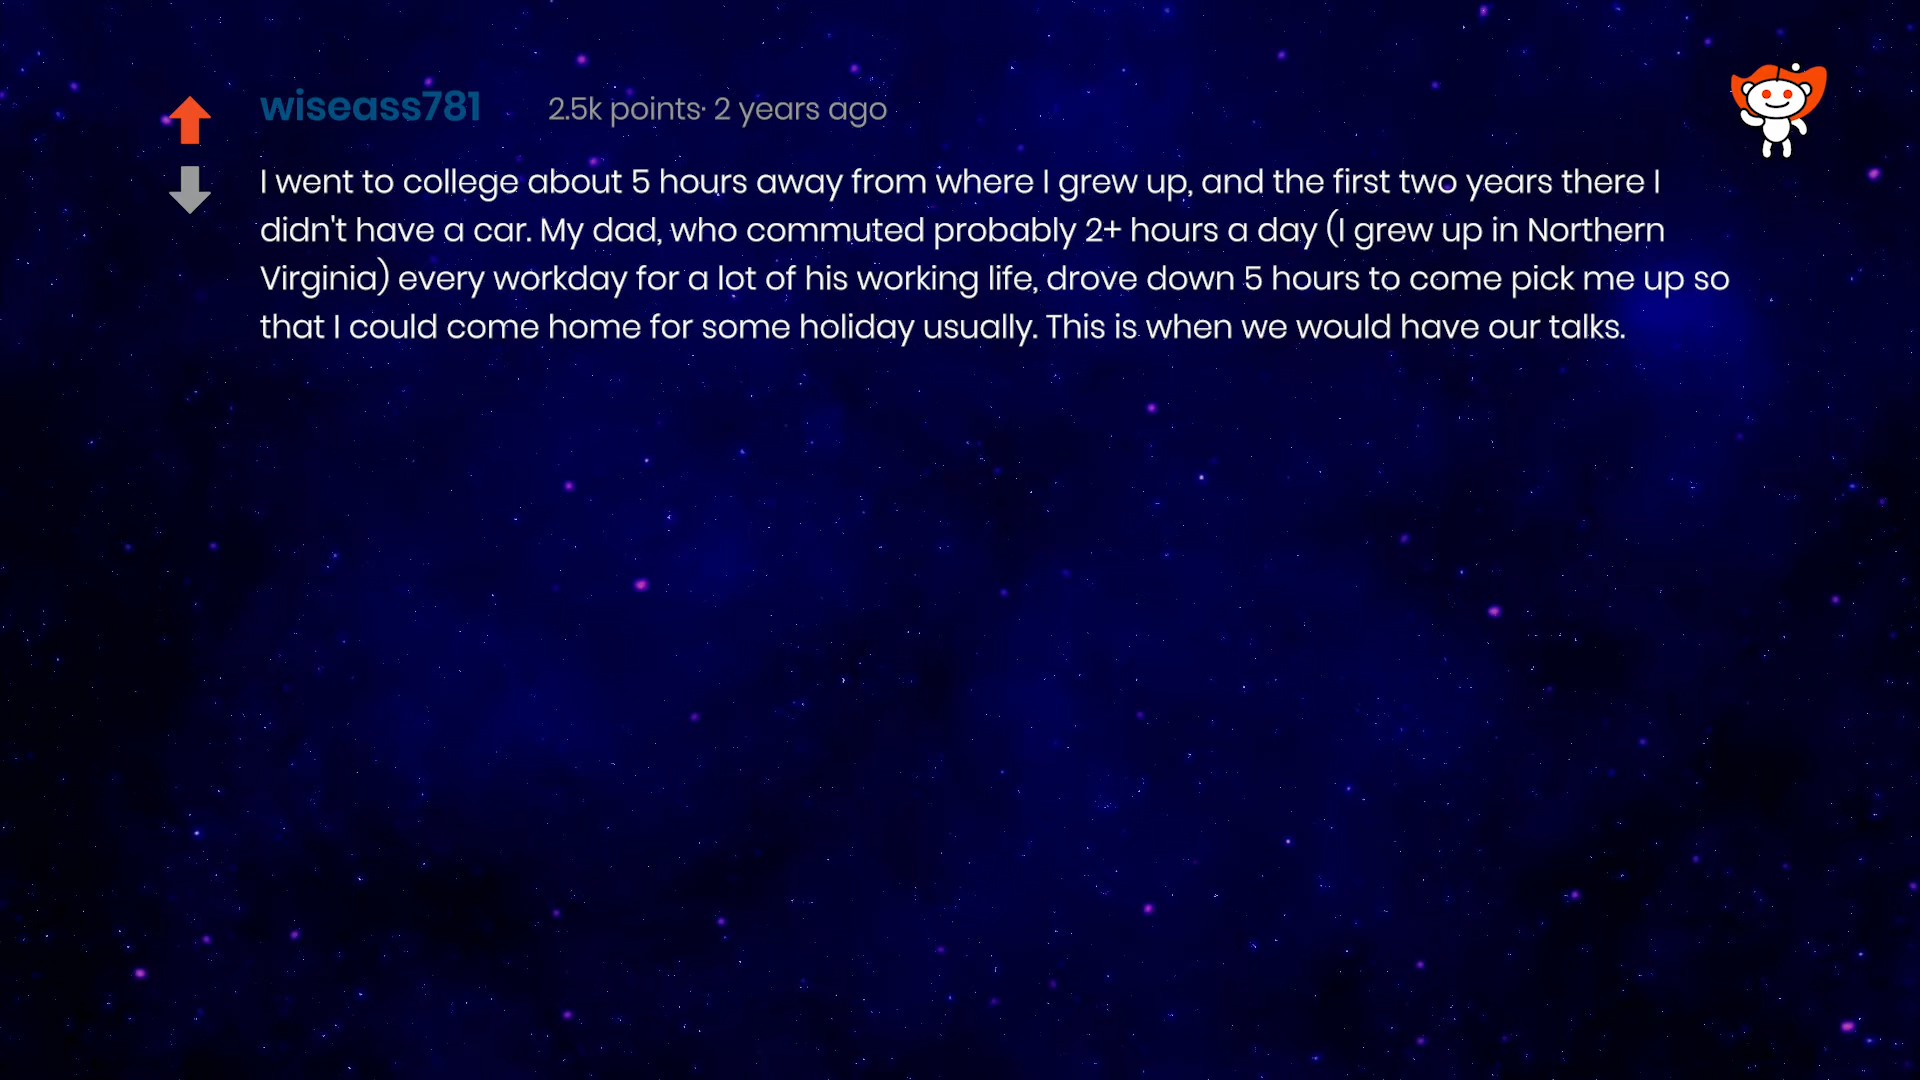 wiseass781 2.5k points· 2 years ago
I went to college about 5 hours away from where I grew up, and the first two years there I
didn't have a car. My dad, who commuted probably 2+ hours a day (I grew up in Northern
Virginia) every workday for a lot of his working life, drove down 5 hours to come pick me up so
that I could come home for some holiday usually. This is when we would have our talks.